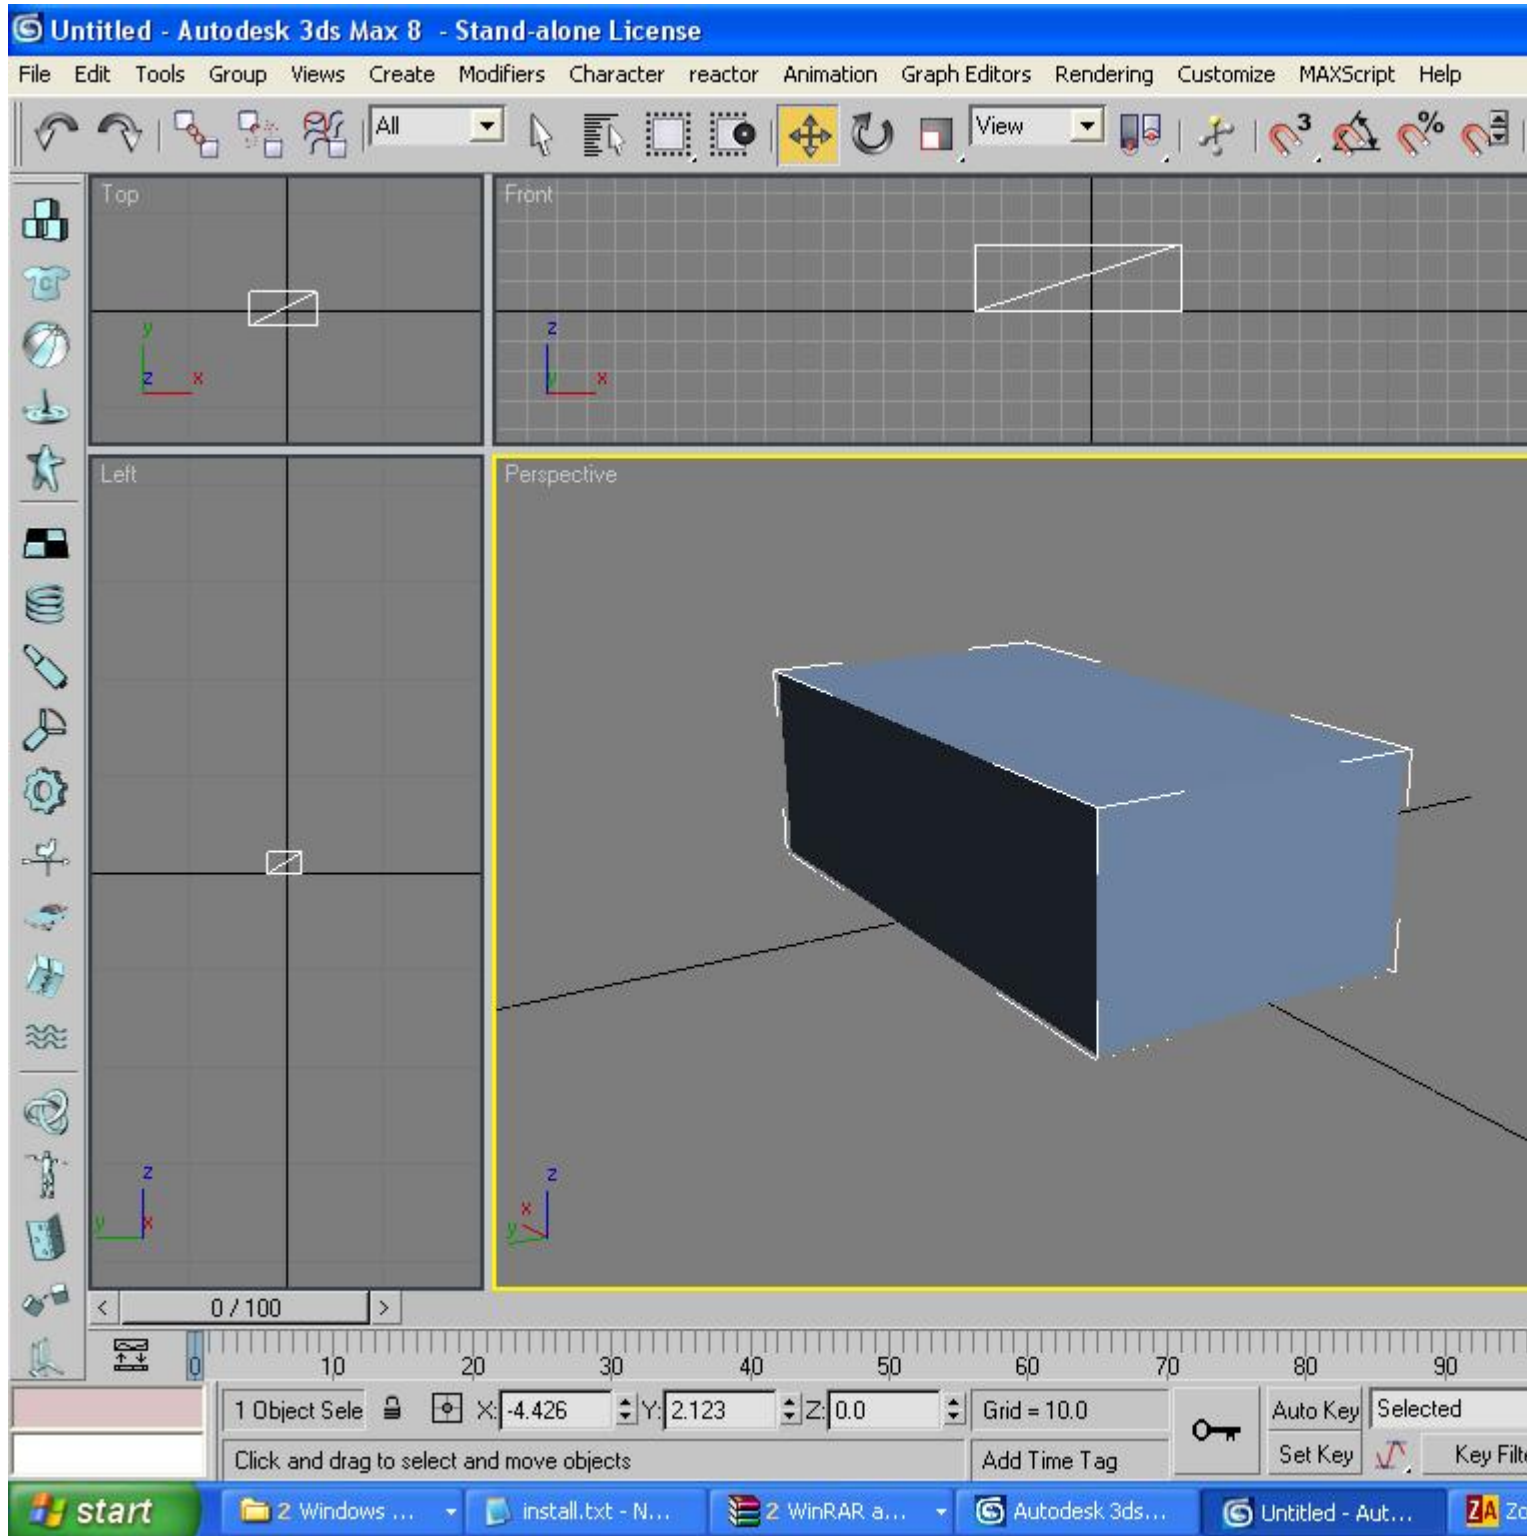 Untitled - Autodesk 3ds Max 8 - Stand-alone License
File Edit Tools Group Views Create Modifiers Character reactor Animation Graph Editors Rendering Customize MAXScript Help
All View 3 %
Top Front
y z
z x y x
Left Perspective
z z
y x x
y
< 0 / 100 >
0 10 20 30 40 50 60 70 80 90
1 Object Sele X: -4.426 Y: 2.123 Z: 0.0 Grid = 10.0 Auto Key Selected
Click and drag to select and move objects Add Time Tag Set Key Key Filte
start 2 Windows ... install.txt - N... 2 WinRAR a... Autodesk 3ds... Untitled - Aut... ZA Zo